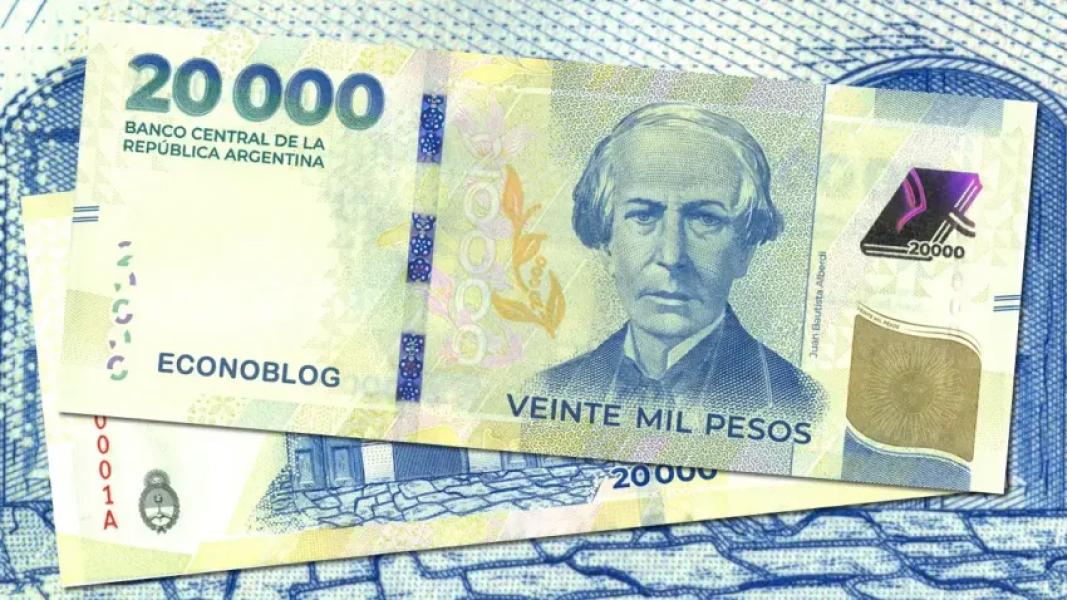 20 000
BANCO CENTRAL DE LA
REPÚBLICA ARGENTINA
20000
Juan Bautista Alberdi
VEINTE MIL PESOS
ECONOBLOG
VEINTE MIL PESOS
0001A
20 000